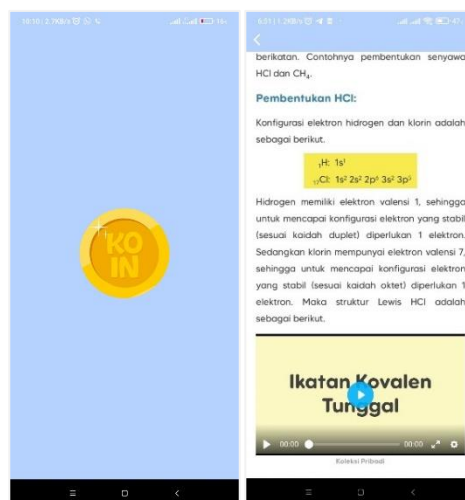 KO
IN
berikatan. Contohnya pembentukan senyawa
HCl dan CH₄.
Pembentukan HCl:
Konfigurasi elektron hidrogen dan klorin adalah
sebagai berikut.
₁H: 1s¹
₁₇Cl: 1s² 2s² 2p⁶ 3s² 3p⁵
Hidrogen memiliki elektron valensi 1, sehingga
untuk mencapai konfigurasi elektron yang stabil
(sesuai kaidah duplet) diperlukan 1 elektron.
Sedangkan klorin mempunyai elektron valensi 7,
sehingga untuk mencapai konfigurasi elektron
yang stabil (sesuai kaidah oktet) diperlukan 1
elektron. Maka struktur Lewis HCl adalah
sebagai berikut.
Ikatan Kovalen
Tunggal
00:00
00:00
Koleksi Pribadi